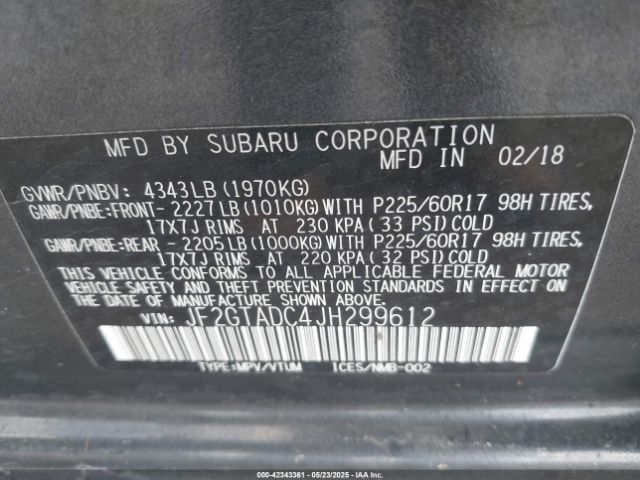 MFD BY SUBARU CORPORATION
MFD IN 02/18
GVWR/PNBV: 4343LB (1970KG)
GAWR/PNBE:FRONT- 2227LB (1010KG)WITH P225/60R17 98H TIRES,
17X7J RIMS AT 230 KPA (33 PSI)COLD
GAWR/PNBE:REAR - 2205LB (1000KG)WITH P225/60R17 98H TIRES,
17X7J RIMS AT 220 KPA (32 PSI)COLD
THIS VEHICLE CONFORMS TO ALL APPLICABLE FEDERAL MOTOR
VEHICLE SAFETY AND THEFT PREVENTION STANDARDS IN EFFECT ON
THE DATE OF MANUFACTURE SHOWN ABOVE.
VIN: JF2GTADC4JH299612
TYPE:MPV/VTUM ICES/NMB-002
000-42343361 - 05/23/2025 - IAAI.COM